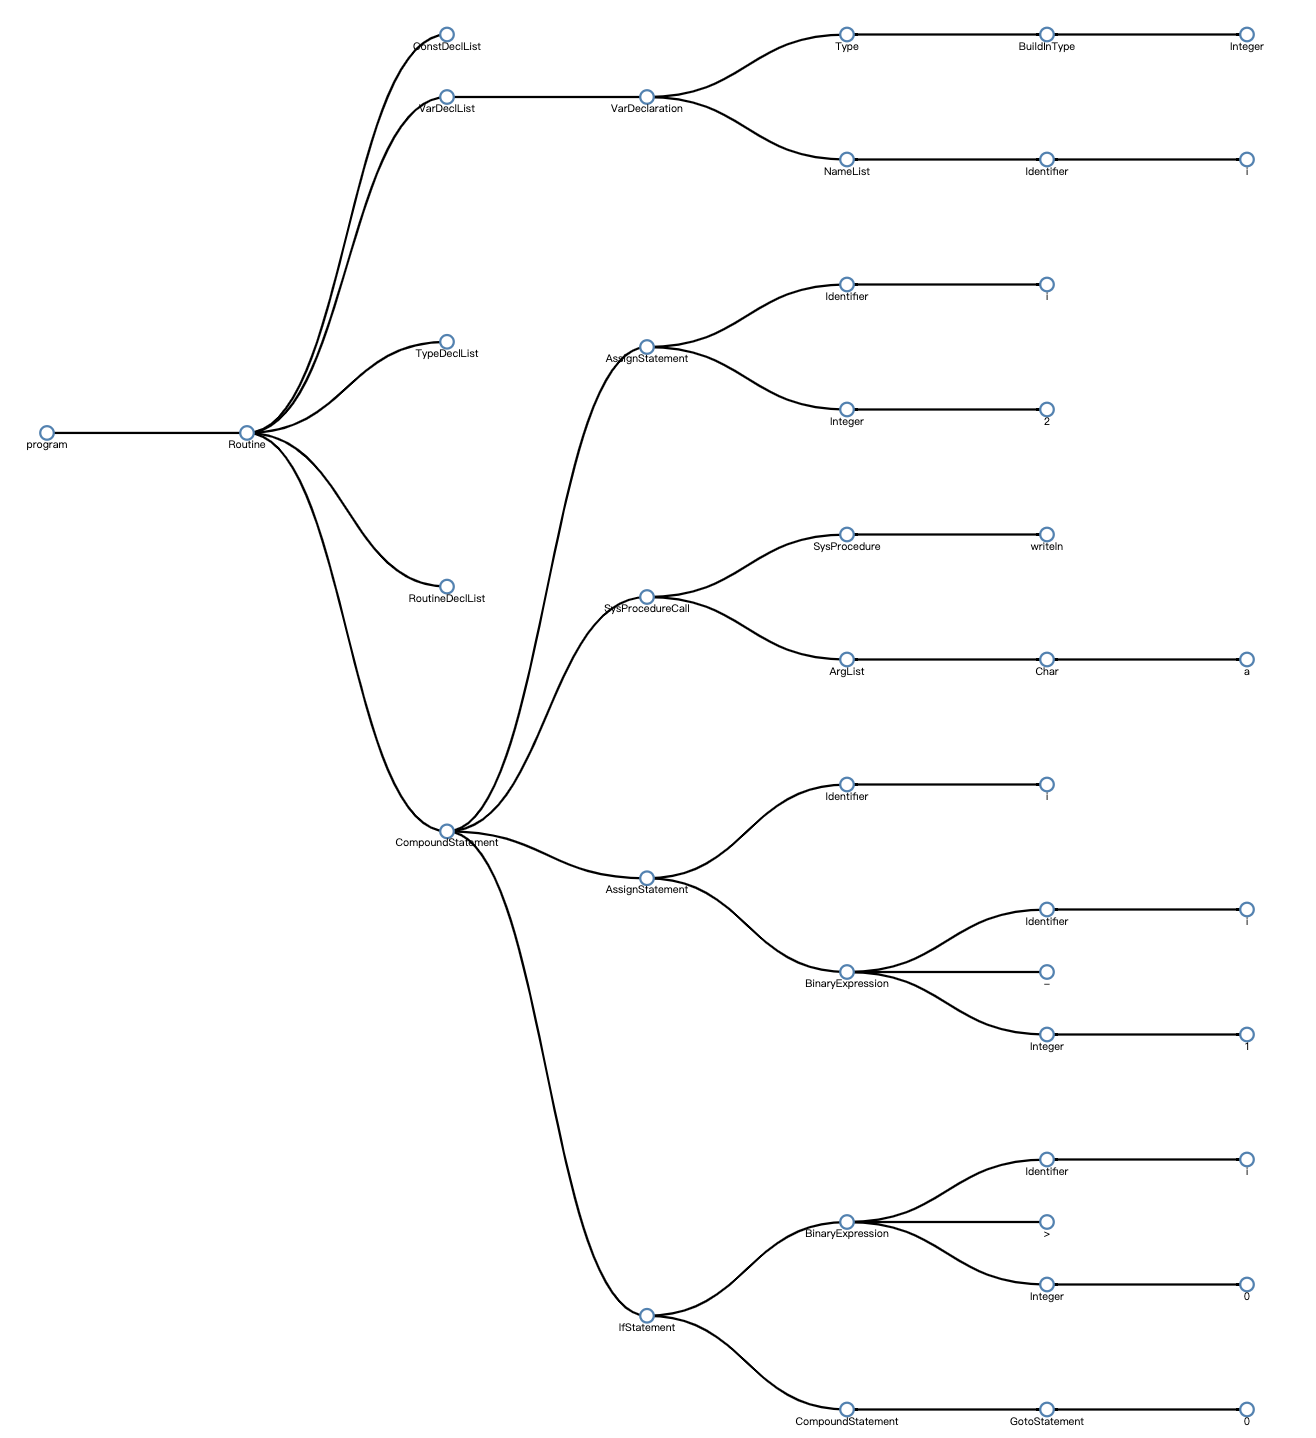 ConstDeclList
Type
BuildInType
Integer
VarDeclList
VarDeclaration
NameList
Identifier
i
Identifier
i
TypeDeclList
AssignStatement
Integer
2
program
Routine
SysProcedure
writeln
RoutineDeclList
SysProcedureCall
ArgList
Char
a
Identifier
i
CompoundStatement
AssignStatement
Identifier
i
BinaryExpression
-
Integer
1
Identifier
i
BinaryExpression
>
Integer
0
IfStatement
CompoundStatement
GotoStatement
0